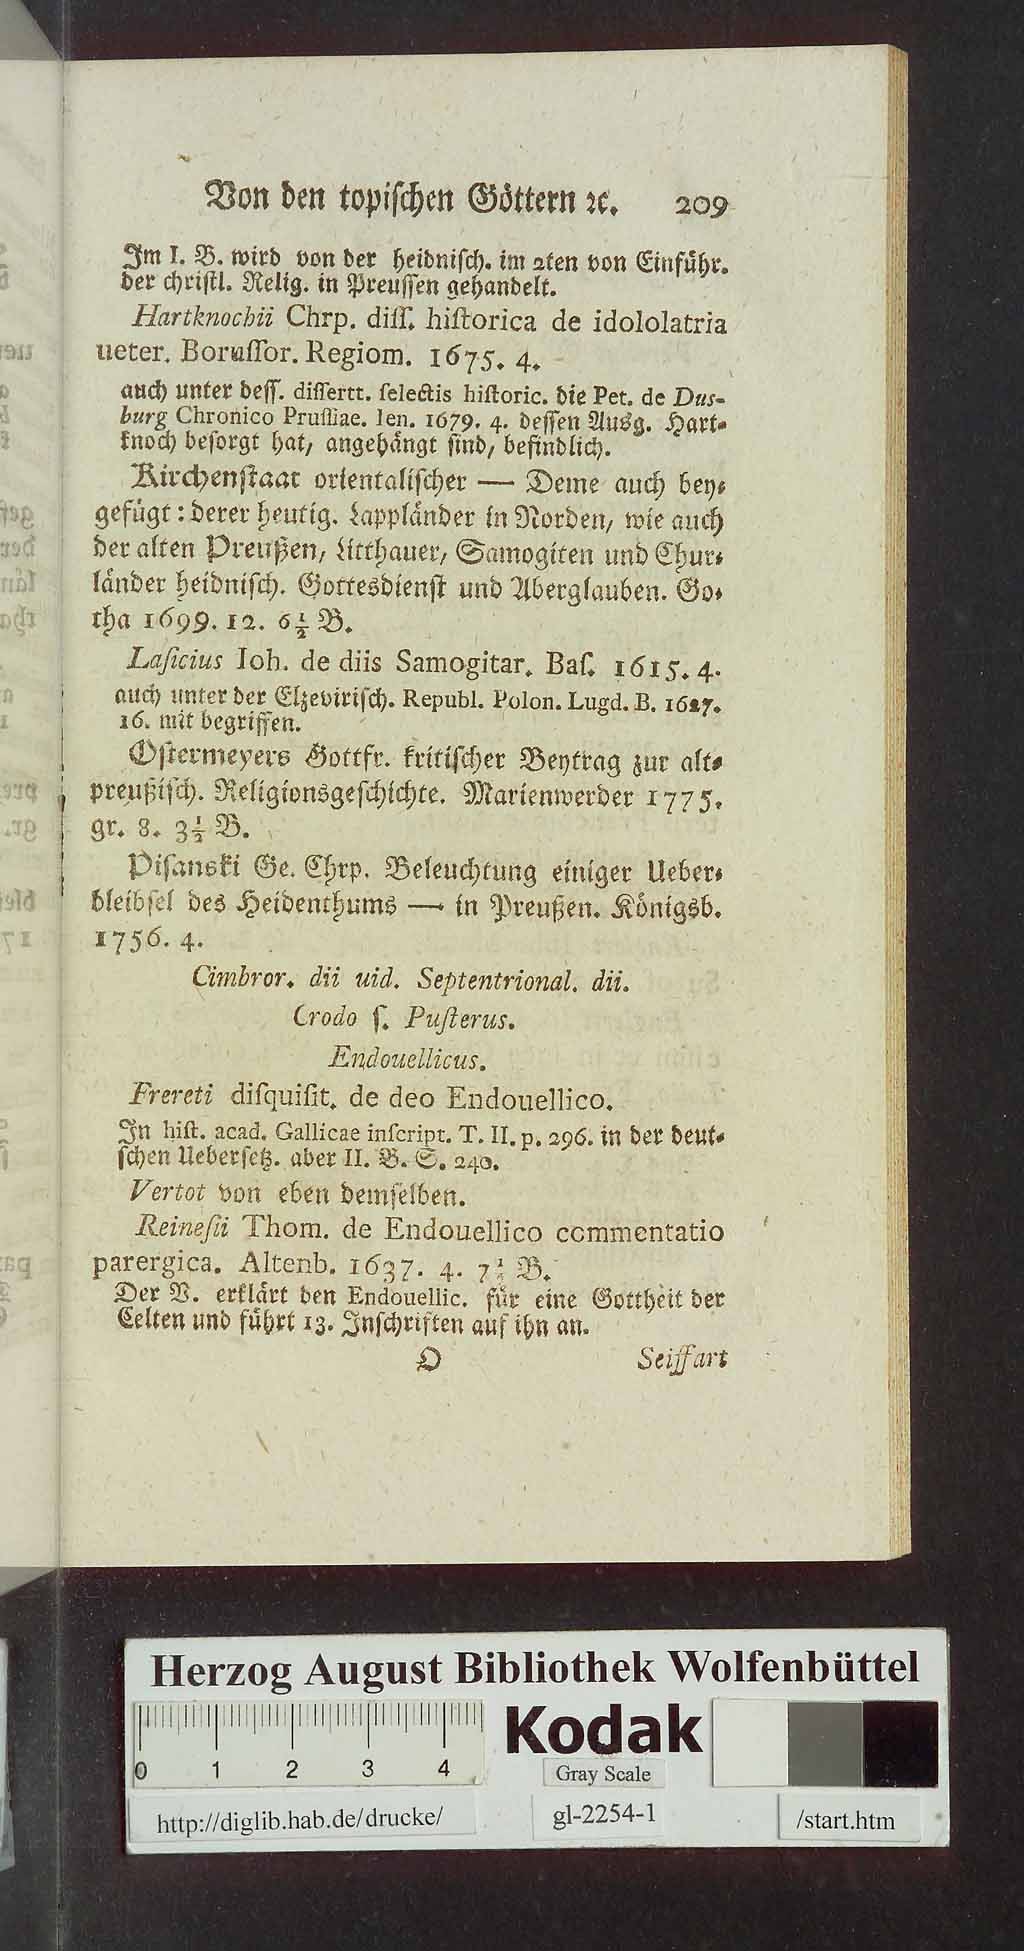 Von den topiſchen Göttern ꝛc. 209
Im I. B. wird von der heidniſch. im 2ten von Einführ.
der chriſtl. Relig. in Preuſſen gehandelt.
Hartknochii Chrp. diſſ. hiſtorica de idololatria
ueter. Boruſſor. Regiom. 1675. 4.
auch unter deſſ. diſſertt. ſelectis hiſtoric. die Pet. de Dus-
burg Chronico Pruſſiae. Ien. 1679. 4. deſſen Ausg. Hart-
knoch beſorgt hat, angehängt ſind, befindlich.
Kirchenſtaat orientaliſcher — Deme auch bey-
gefügt: derer heutig. Lappländer in Norden, wie auch
der alten Preußen, Litthauer, Samogiten und Chur-
länder heidniſch. Gottesdienſt und Aberglauben. Go-
tha 1699. 12. 6½ B.
Laſicius Ioh. de diis Samogitar. Baſ. 1615. 4.
auch unter der Elzeviriſch. Republ. Polon. Lugd. B. 1627.
16. mit begriffen.
Oſtermeyers Gottfr. kritiſcher Beytrag zur alt-
preußiſch. Religionsgeſchichte. Marienwerder 1775.
gr. 8. 3½ B.
Piſanski Ge. Chrp. Beleuchtung einiger Ueber-
bleibſel des Heidenthums — in Preußen. Königsb.
1756. 4.
Cimbror. dii uid. Septentrional. dii.
Crodo ſ. Puſterus.
Endouellicus.
Frereti diſquiſit. de deo Endouellico.
In hiſt. acad. Gallicae inſcript. T. II. p. 296. in der deut-
ſchen Ueberſetz. aber II. B. S. 240.
Vertot von eben demſelben.
Reineſii Thom. de Endouellico commentatio
parergica. Altenb. 1637. 4. 7 B.
Der V. erklärt den Endouellic. für eine Gottheit der
Celten und führt 13. Inſchriften auf ihn an.
O Seiffart
Herzog August Bibliothek Wolfenbüttel
0 1 2 3 4
Kodak
Gray Scale
http://diglib.hab.de/drucke/ gl-2254-1 /start.htm